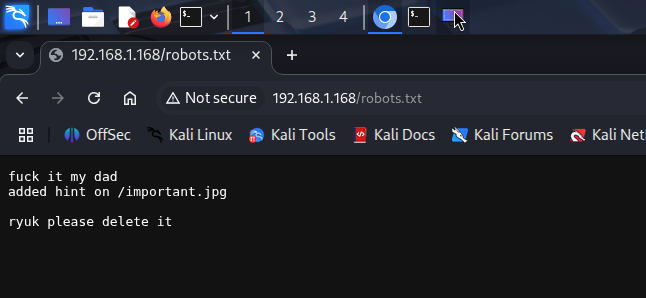 1 2 3 4
192.168.1.168/robots.txt
Not secure 192.168.1.168/robots.txt
OffSec Kali Linux Kali Tools Kali Docs Kali Forums Kali Net
fuck it my dad
added hint on /important.jpg
ryuk please delete it